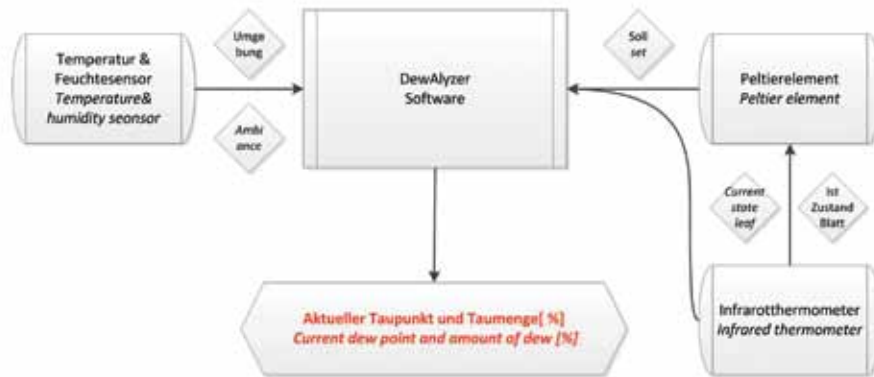 Temperatur &
Feuchtesensor
Temperature&
humidity seonsor
Umge
bung
Ambi
ance
DewAlyzer
Software
Soll
set
Peltierelement
Peltier element
Current
state
leaf
Ist
Zustand
Blatt
Infrarotthermometer
Infrared thermometer
Aktueller Taupunkt und Taumenge[ %]
Current dew point and amount of dew [%]